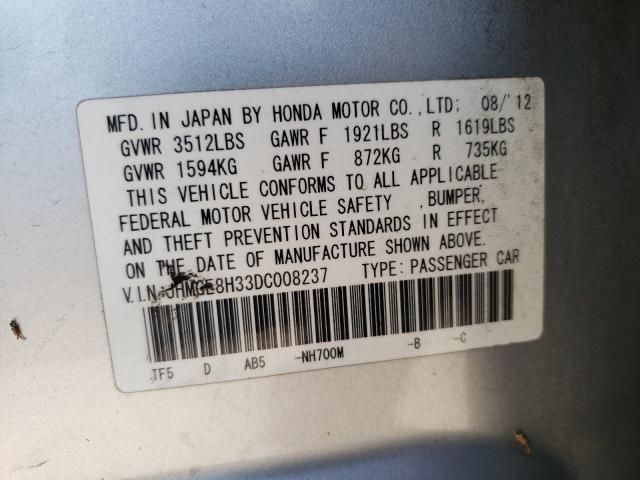 MFD. IN JAPAN BY HONDA MOTOR CO.,LTD. 08/'12
GVWR 3512LBS GAWR F 1921LBS R 1619LBS
GVWR 1594KG GAWR F 872KG R 735KG
THIS VEHICLE CONFORMS TO ALL APPLICABLE
FEDERAL MOTOR VEHICLE SAFETY ,BUMPER,
AND THEFT PREVENTION STANDARDS IN EFFECT
ON THE DATE OF MANUFACTURE SHOWN ABOVE.
V.I.N. JHMGE8H33DC008237 TYPE: PASSENGER CAR
TF5 D AB5 -NH700M -B -C